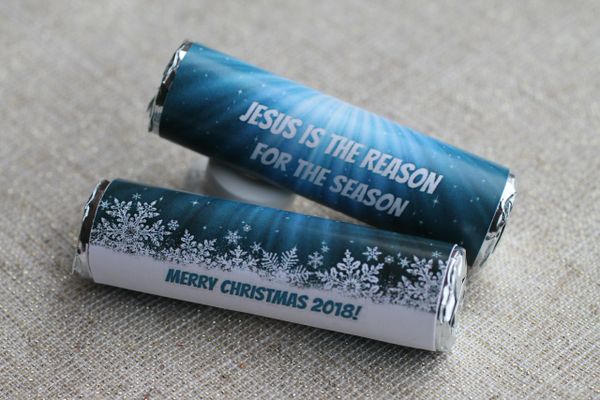 JESUS IS THE REASON
FOR THE SEASON
MERRY CHRISTMAS 2018!